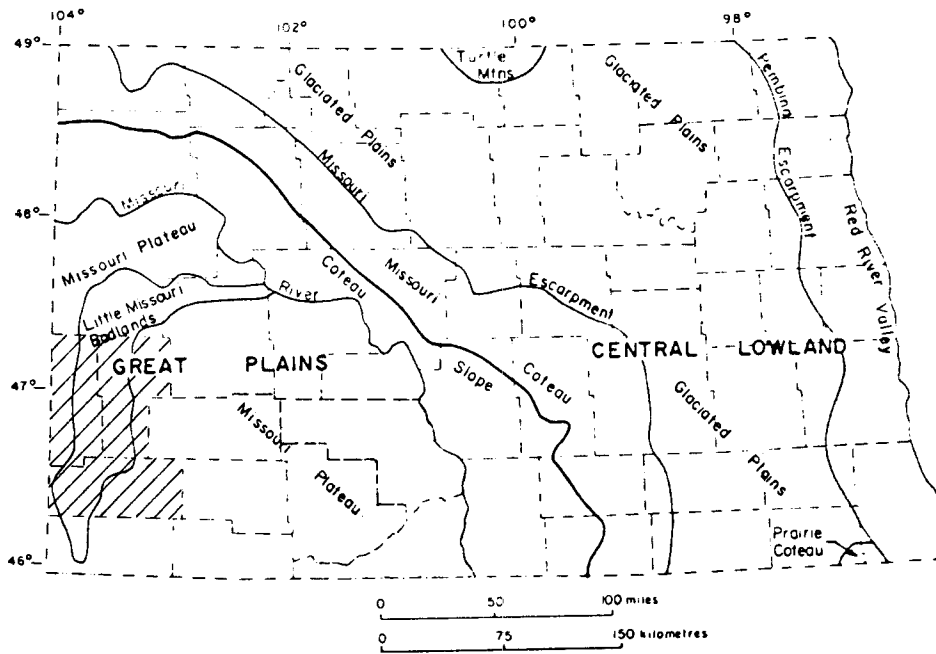 104° 102° 100° 98°
49°
Turtle
Mtns
Glaciated Plains
Glaciated Plains
Pembina
Escarpment
Missouri
Escarpment
Missouri
River
48°
Missouri Plateau
Red River Valley
Coteau
Slope
Missouri
Coteau
Little Missouri
Badlands
GREAT PLAINS
CENTRAL LOWLAND
47°
Missouri
Plateau
Glaciated
Plains
Prairie
Coteau
46°
0 50 100 miles
0 75 150 kilometres